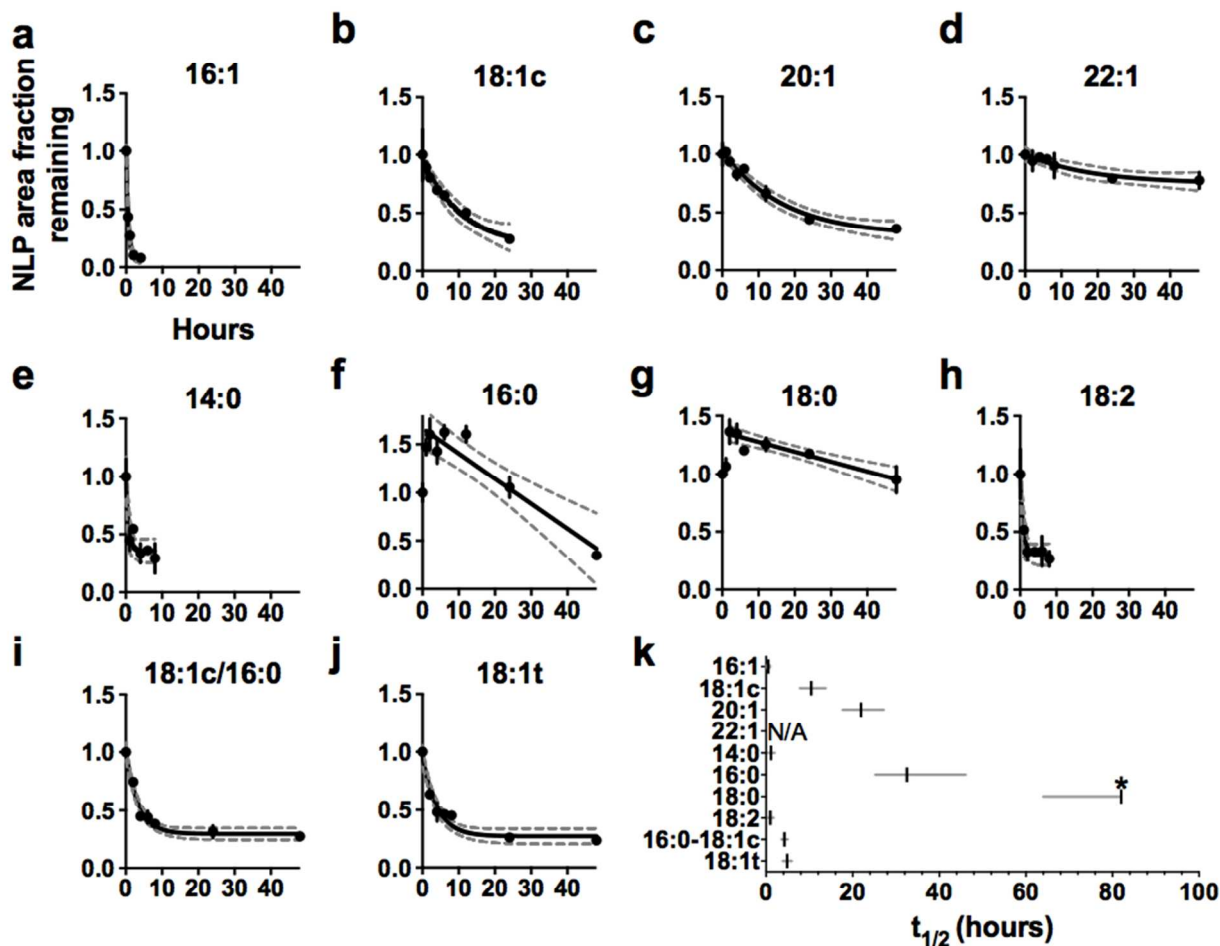 a
16:1
NLP area fraction
remaining
1.5
1.0
0.5
0.0
0 10 20 30 40
Hours
b
18:1c
1.5
1.0
0.5
0.0
0 10 20 30 40
c
20:1
1.5
1.0
0.5
0.0
0 10 20 30 40
d
22:1
1.5
1.0
0.5
0.0
0 10 20 30 40
e
14:0
1.5
1.0
0.5
0.0
0 10 20 30 40
f
16:0
1.5
1.0
0.5
0.0
0 10 20 30 40
g
18:0
1.5
1.0
0.5
0.0
0 10 20 30 40
h
18:2
1.5
1.0
0.5
0.0
0 10 20 30 40
i
18:1c/16:0
1.5
1.0
0.5
0.0
0 10 20 30 40
j
18:1t
1.5
1.0
0.5
0.0
0 10 20 30 40
k
16:1
18:1c
20:1
22:1 N/A
14:0
16:0
18:0 *
18:2
16:0-18:1c
18:1t
0 20 40 60 80 100
t1/2 (hours)